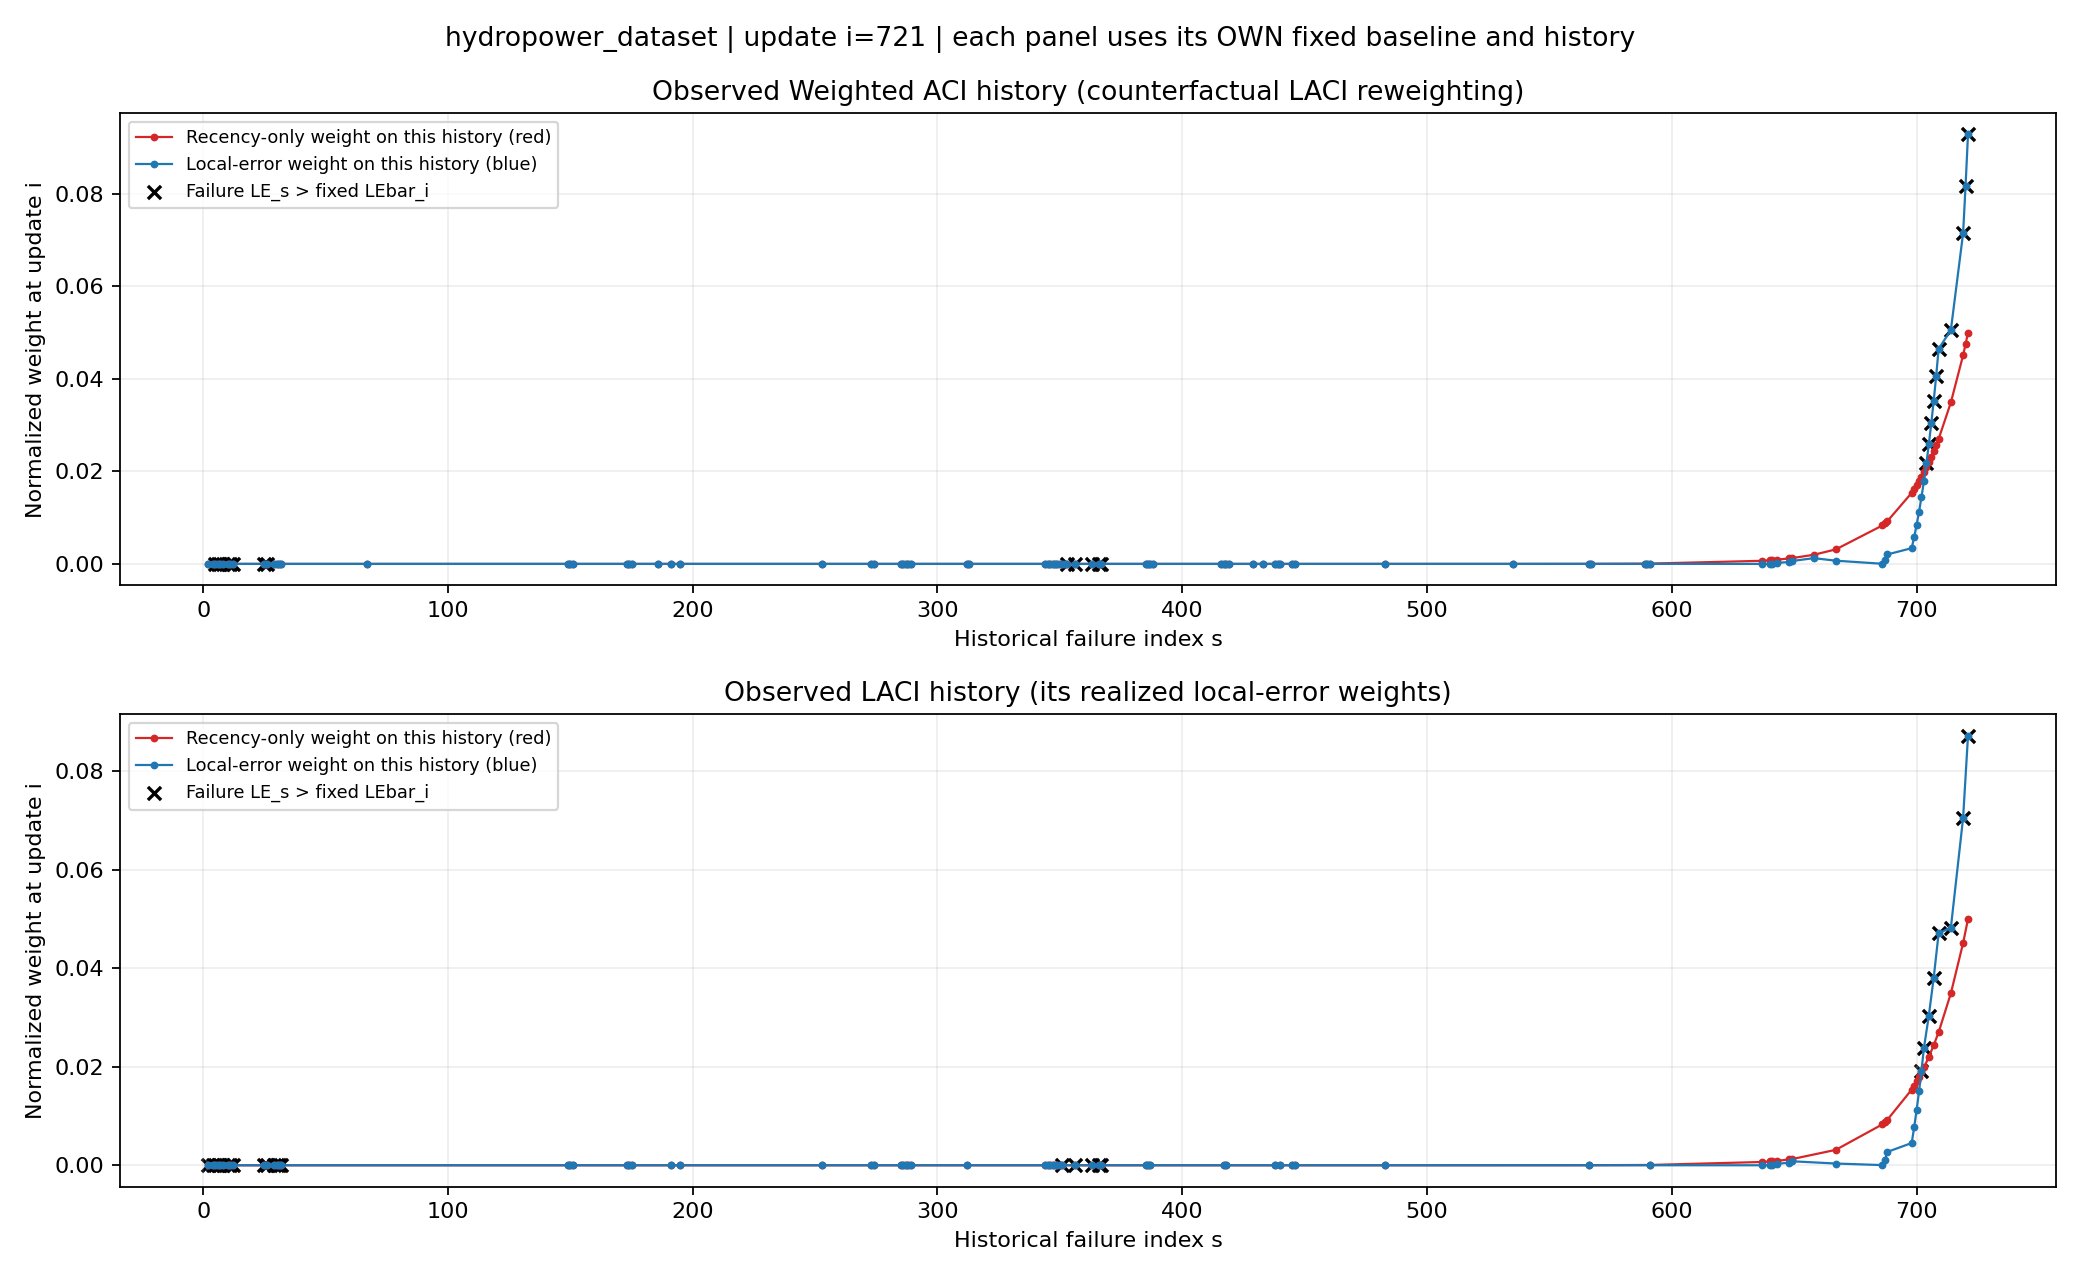 hydropower_dataset | update i=721 | each panel uses its OWN fixed baseline and history
Observed Weighted ACI history (counterfactual LACI reweighting)
Recency-only weight on this history (red)
Local-error weight on this history (blue)
Failure LE_s > fixed LEbar_i
Normalized weight at update i
0.08
0.06
0.04
0.02
0.00
0 100 200 300 400 500 600 700
Historical failure index s
Observed LACI history (its realized local-error weights)
Recency-only weight on this history (red)
Local-error weight on this history (blue)
Failure LE_s > fixed LEbar_i
Normalized weight at update i
0.08
0.06
0.04
0.02
0.00
0 100 200 300 400 500 600 700
Historical failure index s